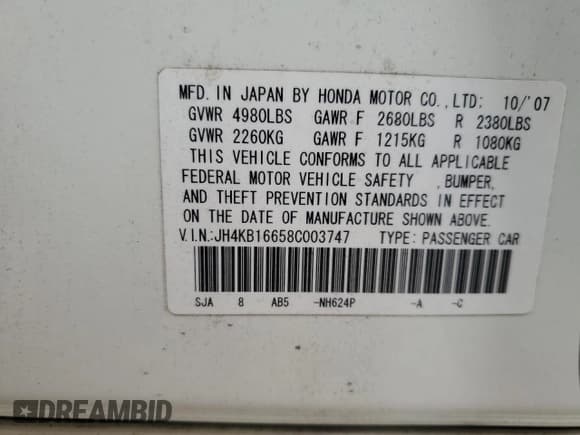 MFD. IN JAPAN BY HONDA MOTOR CO.,LTD: 10/'07
GVWR 4980LBS GAWR F 2680LBS R 2380LBS
GVWR 2260KG GAWR F 1215KG R 1080KG
THIS VEHICLE CONFORMS TO ALL APPLICABLE
FEDERAL MOTOR VEHICLE SAFETY ,BUMPER,
AND THEFT PREVENTION STANDARDS IN EFFECT
ON THE DATE OF MANUFACTURE SHOWN ABOVE.
V.I.N.:JH4KB16658C003747 TYPE: PASSENGER CAR
SJA 8 AB5 -NH624P -A -C
DREAMBID